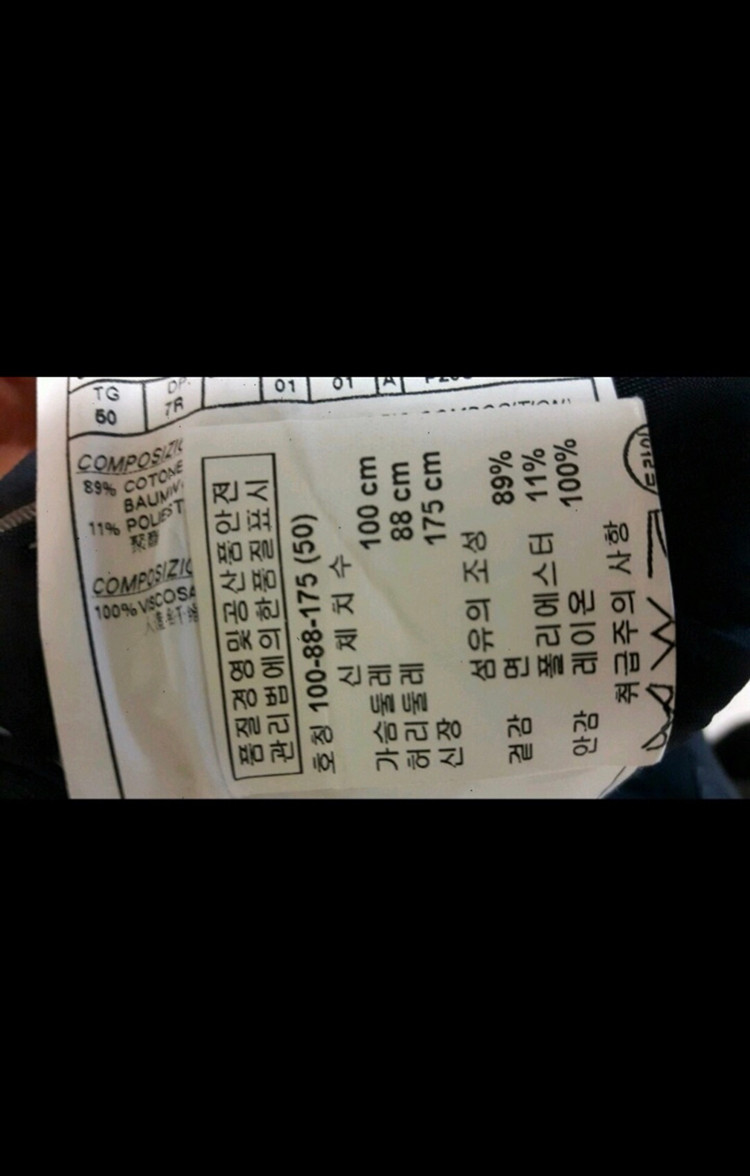 TG
50
7R
01
01
A
89% COTONE
11%
100% VISCOSA
품질경영및공산품안전
관리법에의한품질표시
호칭 100-88-175 (50)
신 체 치 수
가슴둘레 100 cm
허리둘레 88 cm
신장 175 cm
섬유의 조성
겉감 면 89%
폴리에스터 11%
안감 레이온 100%
취급주의 사항
드라이